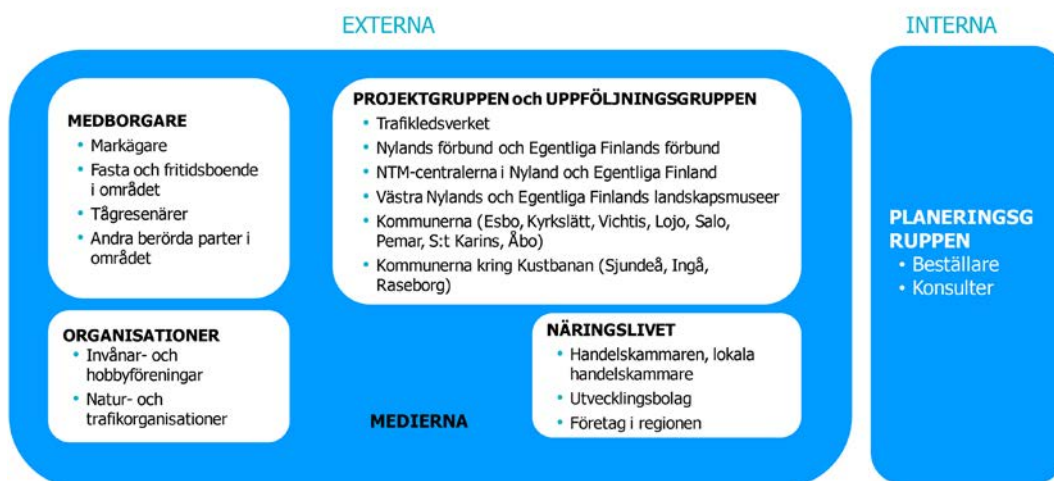 EXTERNA
INTERNA
MEDBORGARE
• Markägare
• Fasta och fritidsboende
i området
• Tågresenärer
• Andra berörda parter i
området
PROJEKTGRUPPEN och UPPFÖLJNINGSGRUPPEN
• Trafikledsverket
• Nylands förbund och Egentliga Finlands förbund
• NTM-centralerna i Nyland och Egentliga Finland
• Västra Nylands och Egentliga Finlands landskapsmuseer
• Kommunerna (Esbo, Kyrkslätt, Vichtis, Lojo, Salo,
Pemar, S:t Karins, Åbo)
• Kommunerna kring Kustbanan (Sjundeå, Ingå,
Raseborg)
ORGANISATIONER
• Invånar- och
hobbyföreningar
• Natur- och
trafikorganisationer
MEDIERNA
NÄRINGSLIVET
• Handelskammaren, lokala
handelskammare
• Utvecklingsbolag
• Företag i regionen
PLANERINGSG
RUPPEN
• Beställare
• Konsulter